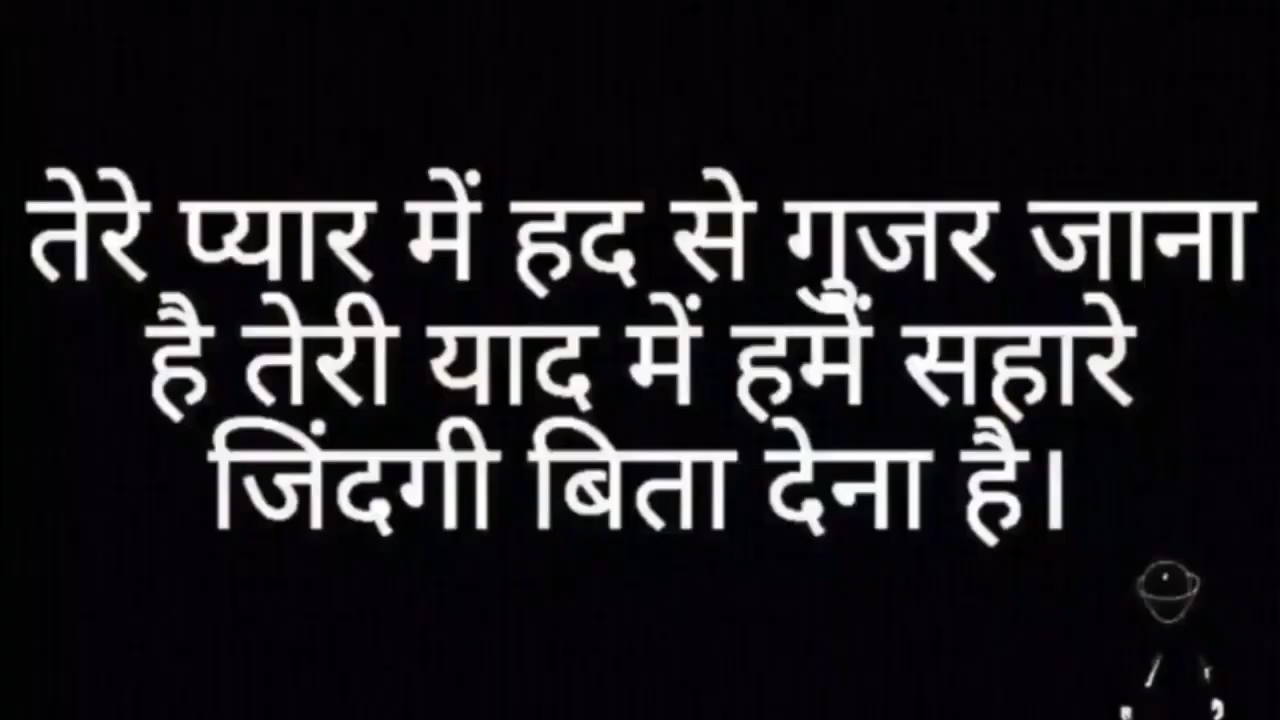 तेरे प्यार में हद से गुजर जाना
है तेरी याद में हमें सहारे
जिंदगी बिता देना है।